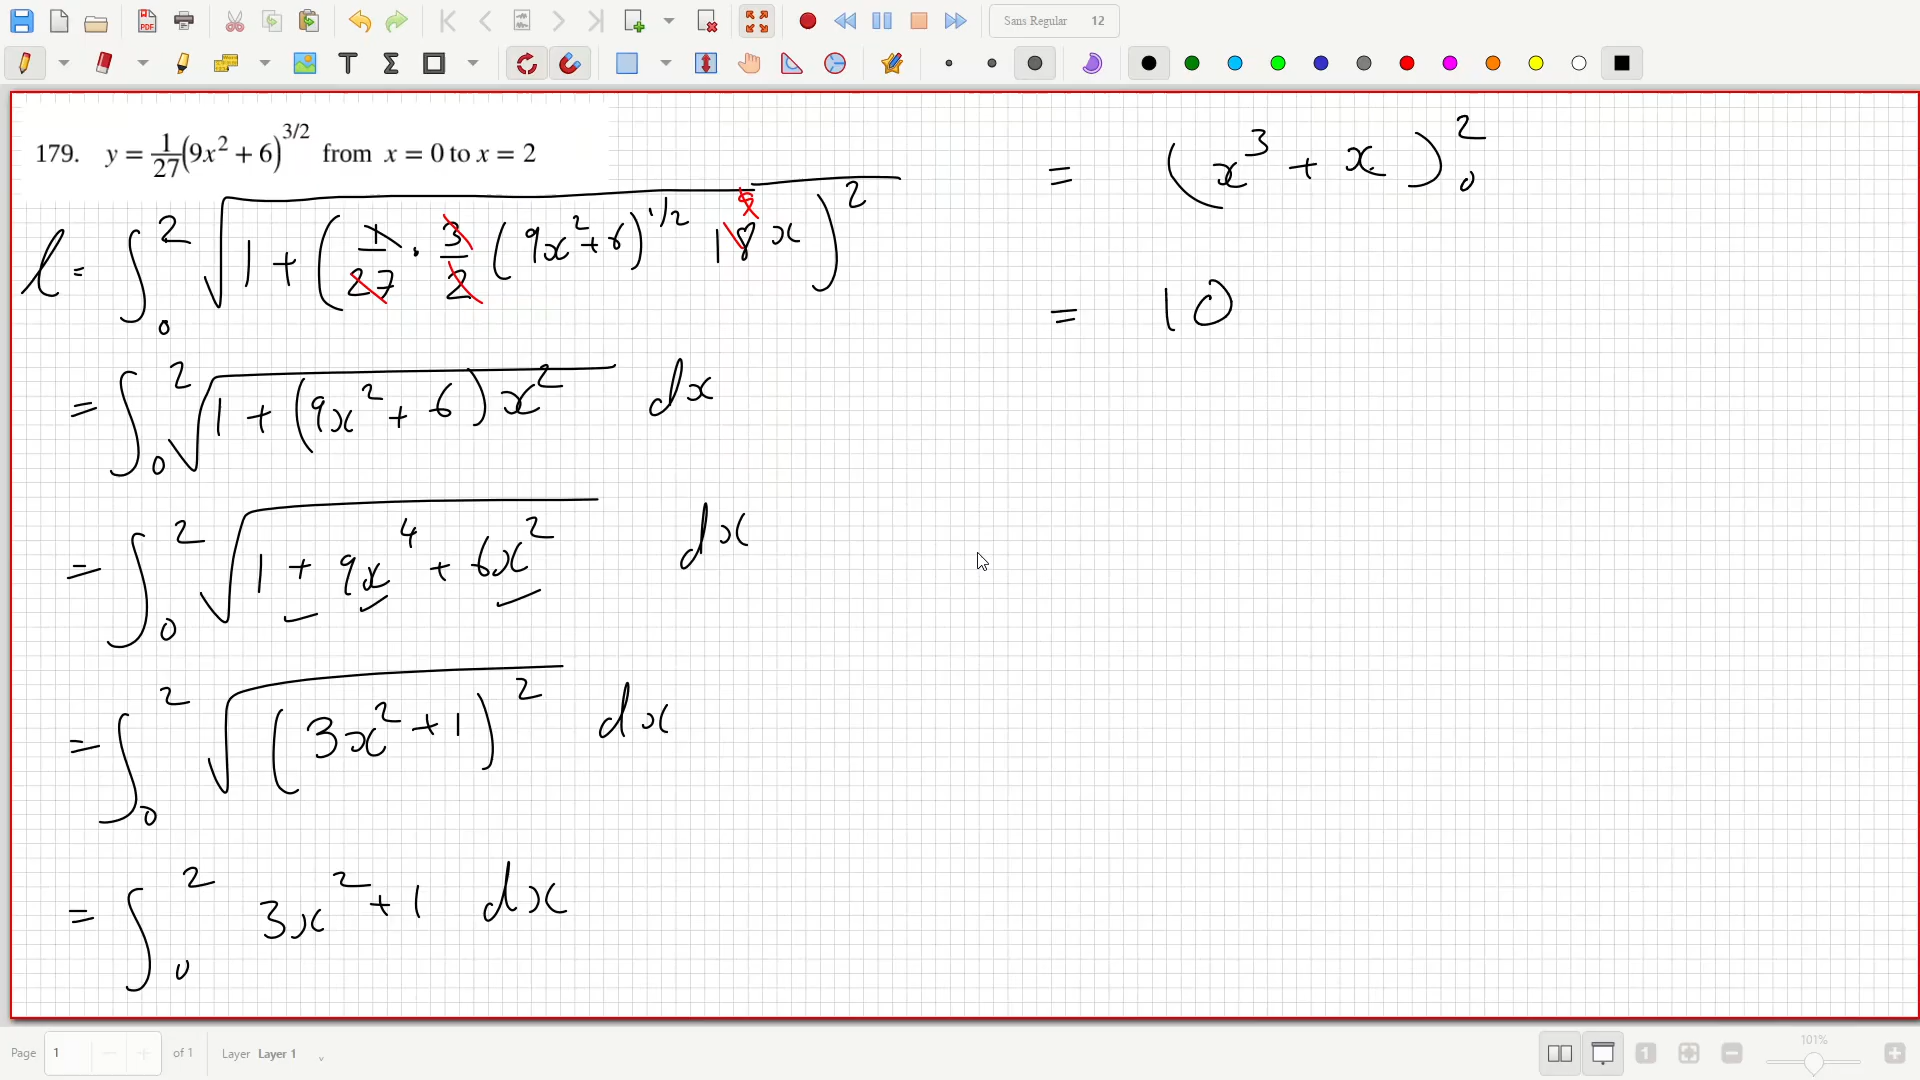 Sans Regular 12
179. y = 1/27(9x² + 6)^{3/2} from x = 0 to x = 2
l = ∫₀² √(1 + (1/27 · 3/2 (9x² + 6)^{1/2} 18x)²)
= ∫₀² √(1 + (9x² + 6)x²) dx
= ∫₀² √(1 + 9x⁴ + 6x²) dx
= ∫₀² √((3x² + 1)²) dx
= ∫₀² 3x² + 1 dx
= (x³ + x)₀²
= 10
Page 1 of 1 Layer Layer 1
101%